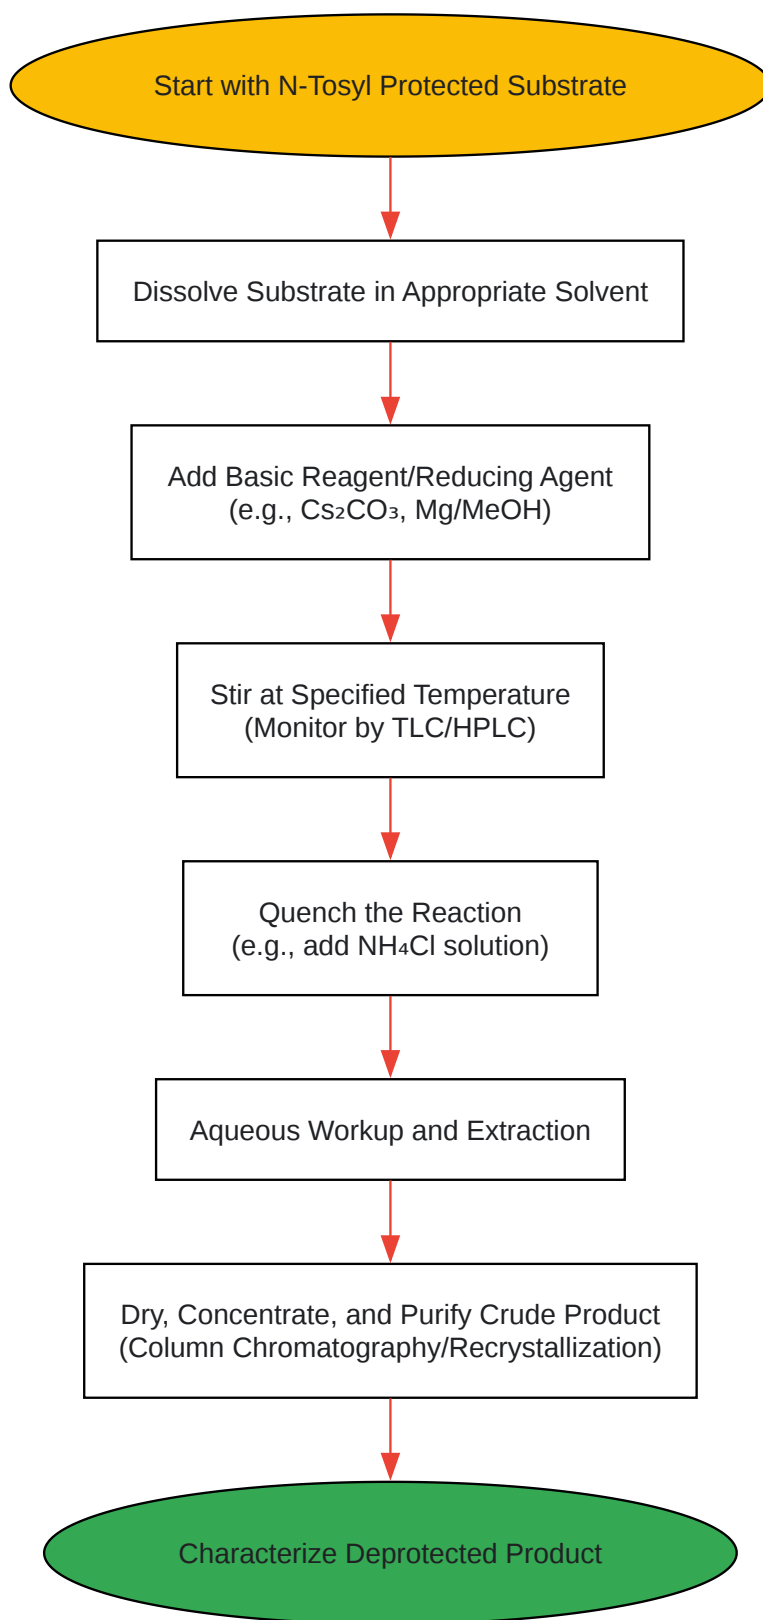 Start with N-Tosyl Protected Substrate
Dissolve Substrate in Appropriate Solvent
Add Basic Reagent/Reducing Agent
(e.g., Cs₂CO₃, Mg/MeOH)
Stir at Specified Temperature
(Monitor by TLC/HPLC)
Quench the Reaction
(e.g., add NH₄Cl solution)
Aqueous Workup and Extraction
Dry, Concentrate, and Purify Crude Product
(Column Chromatography/Recrystallization)
Characterize Deprotected Product